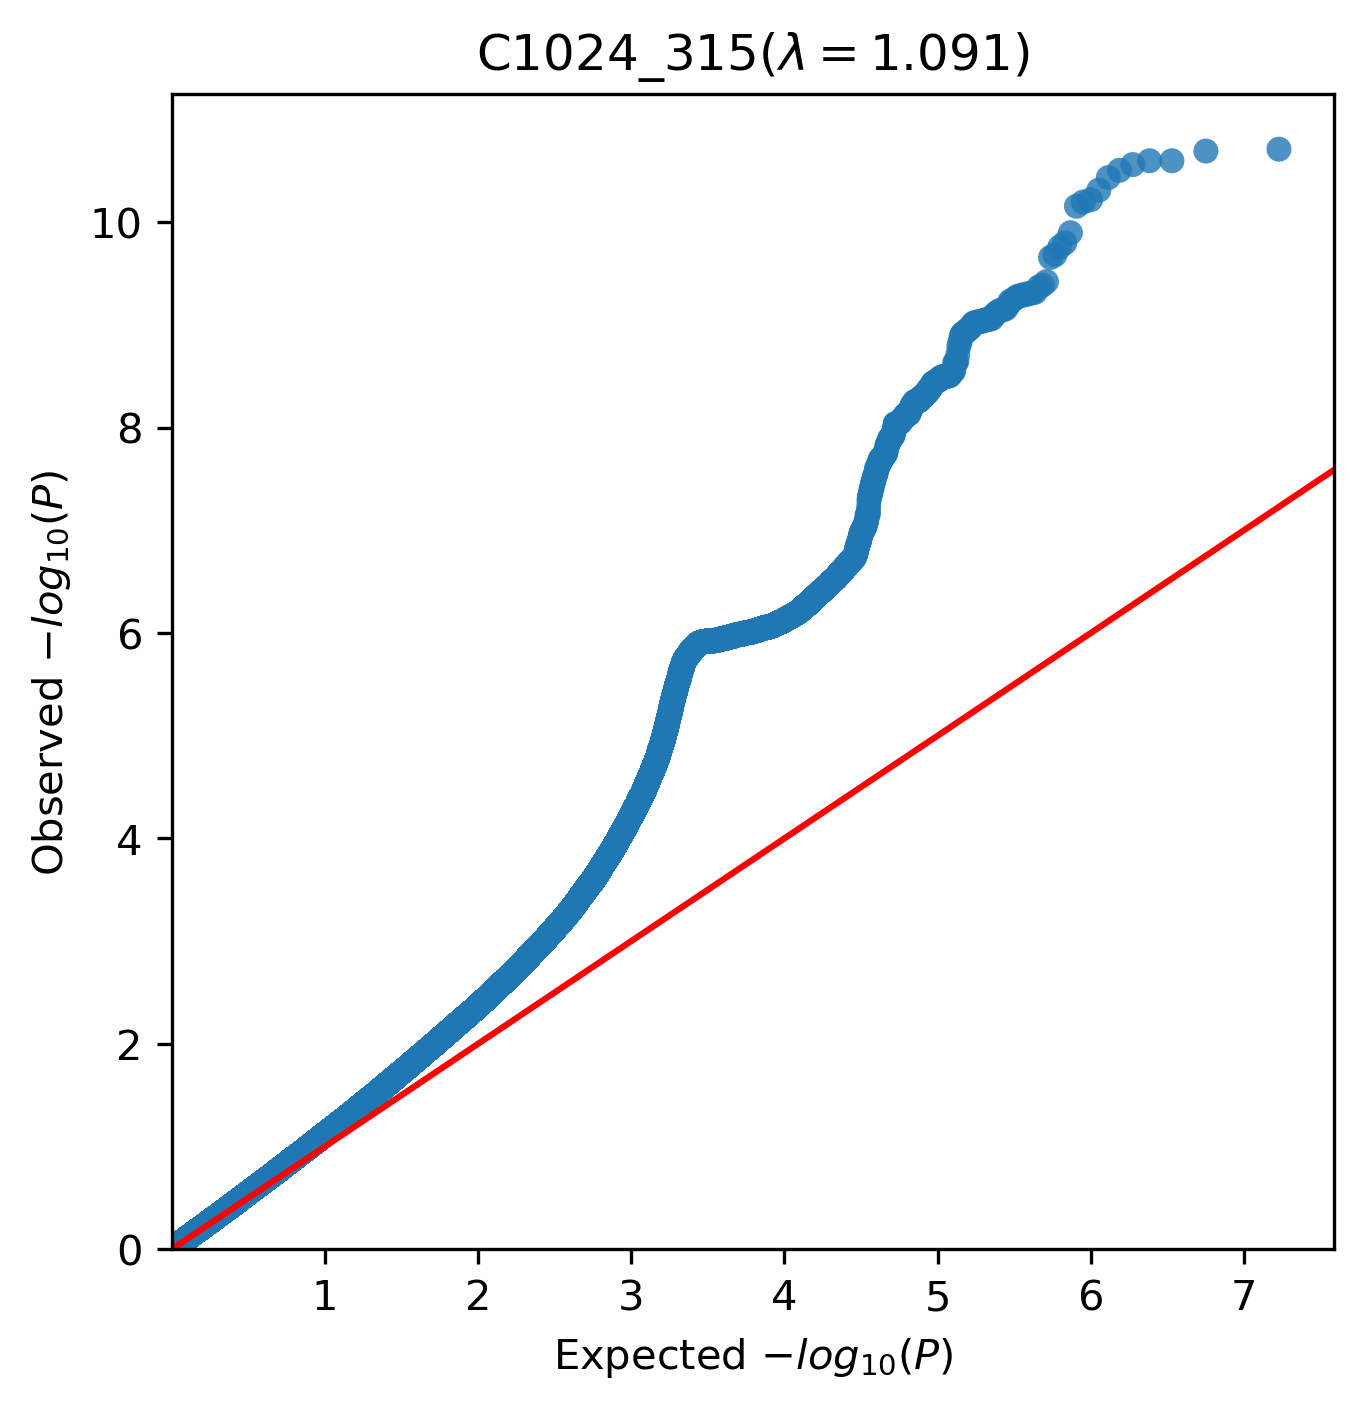 C1024_315(λ = 1.091)
Observed −log₁₀(P)
10
8
6
4
2
0
1 2 3 4 5 6 7
Expected −log₁₀(P)